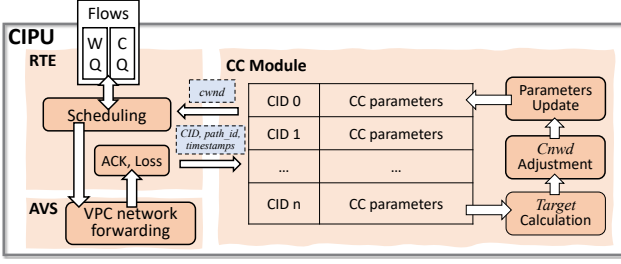 Flows
CIPU
W
Q
C
Q
RTE
CC Module
Scheduling
cwnd
CID, path_id,
timestamps
ACK, Loss
AVS
VPC network
forwarding
CID 0
CC parameters
CID 1
CC parameters
...
...
CID n
CC parameters
Parameters
Update
Cnwd
Adjustment
Target
Calculation